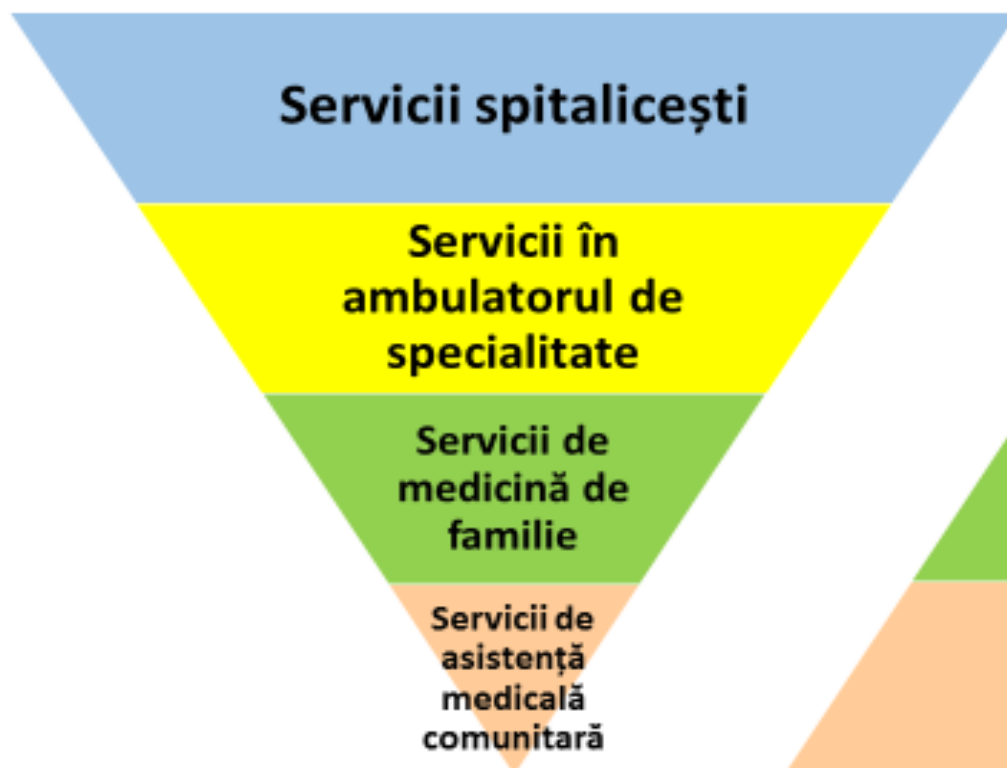 Servicii spitalicești
Servicii în
ambulatorul de
specialitate
Servicii de
medicină de
familie
Servicii de
asistență
medicală
comunitară